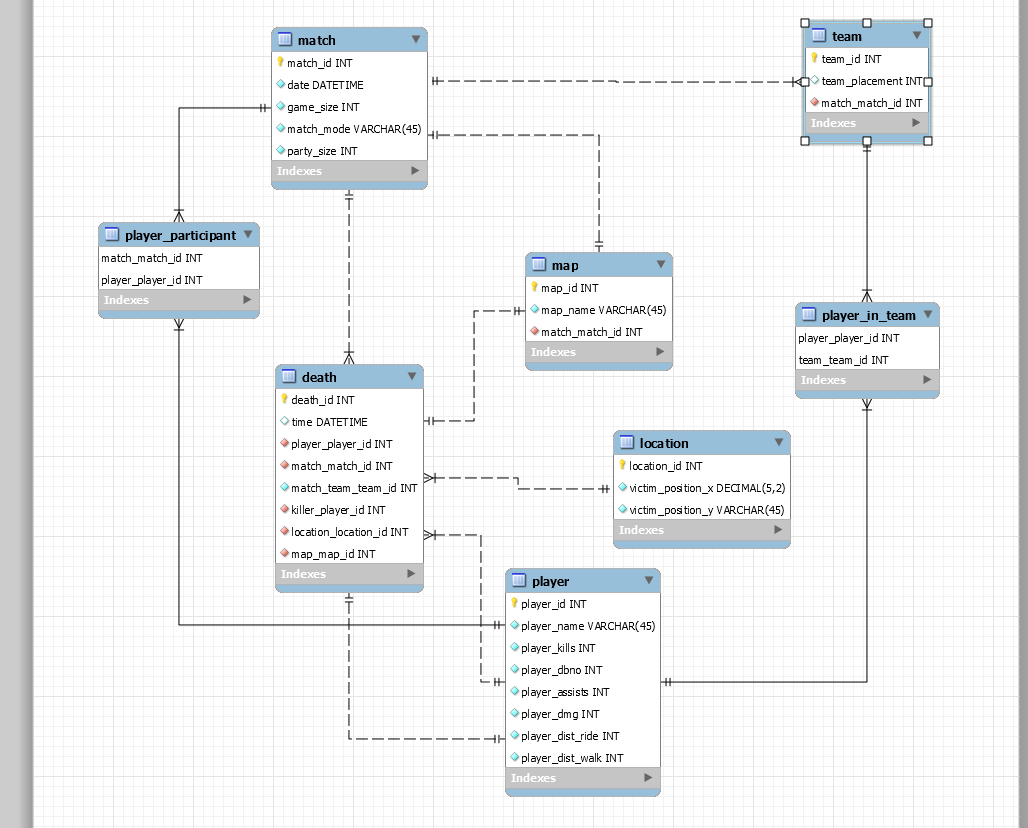 match
match_id INT
date DATETIME
game_size INT
match_mode VARCHAR(45)
party_size INT
Indexes
team
team_id INT
team_placement INT
match_match_id INT
Indexes
player_participant
match_match_id INT
player_player_id INT
Indexes
map
map_id INT
map_name VARCHAR(45)
match_match_id INT
Indexes
player_in_team
player_player_id INT
team_team_id INT
Indexes
death
death_id INT
time DATETIME
player_player_id INT
match_match_id INT
match_team_team_id INT
killer_player_id INT
location_location_id INT
map_map_id INT
Indexes
location
location_id INT
victim_position_x DECIMAL(5,2)
victim_position_y VARCHAR(45)
Indexes
player
player_id INT
player_name VARCHAR(45)
player_kills INT
player_dbno INT
player_assists INT
player_dmg INT
player_dist_ride INT
player_dist_walk INT
Indexes